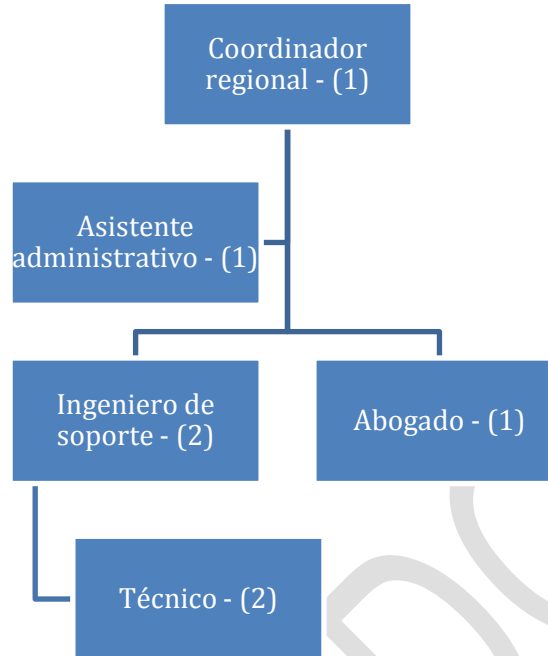 Coordinador
regional - (1)
Asistente
administrativo - (1)
Ingeniero de
soporte - (2)
Abogado - (1)
Técnico - (2)